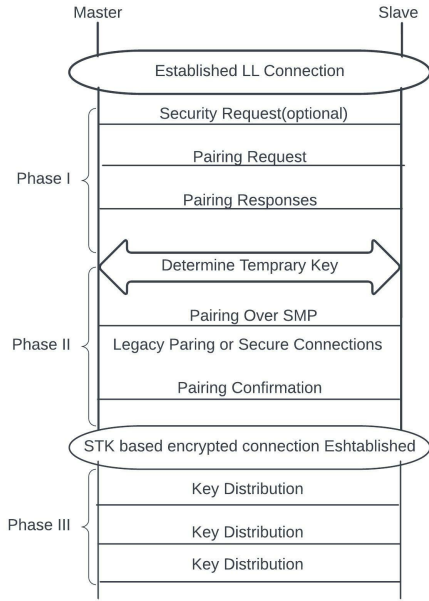 Master
Slave
Established LL Connection
Security Request(optional)
Pairing Request
Phase I
Pairing Responses
Determine Temprary Key
Pairing Over SMP
Phase II
Legacy Paring or Secure Connections
Pairing Confirmation
STK based encrypted connection Eshtablished
Key Distribution
Phase III
Key Distribution
Key Distribution